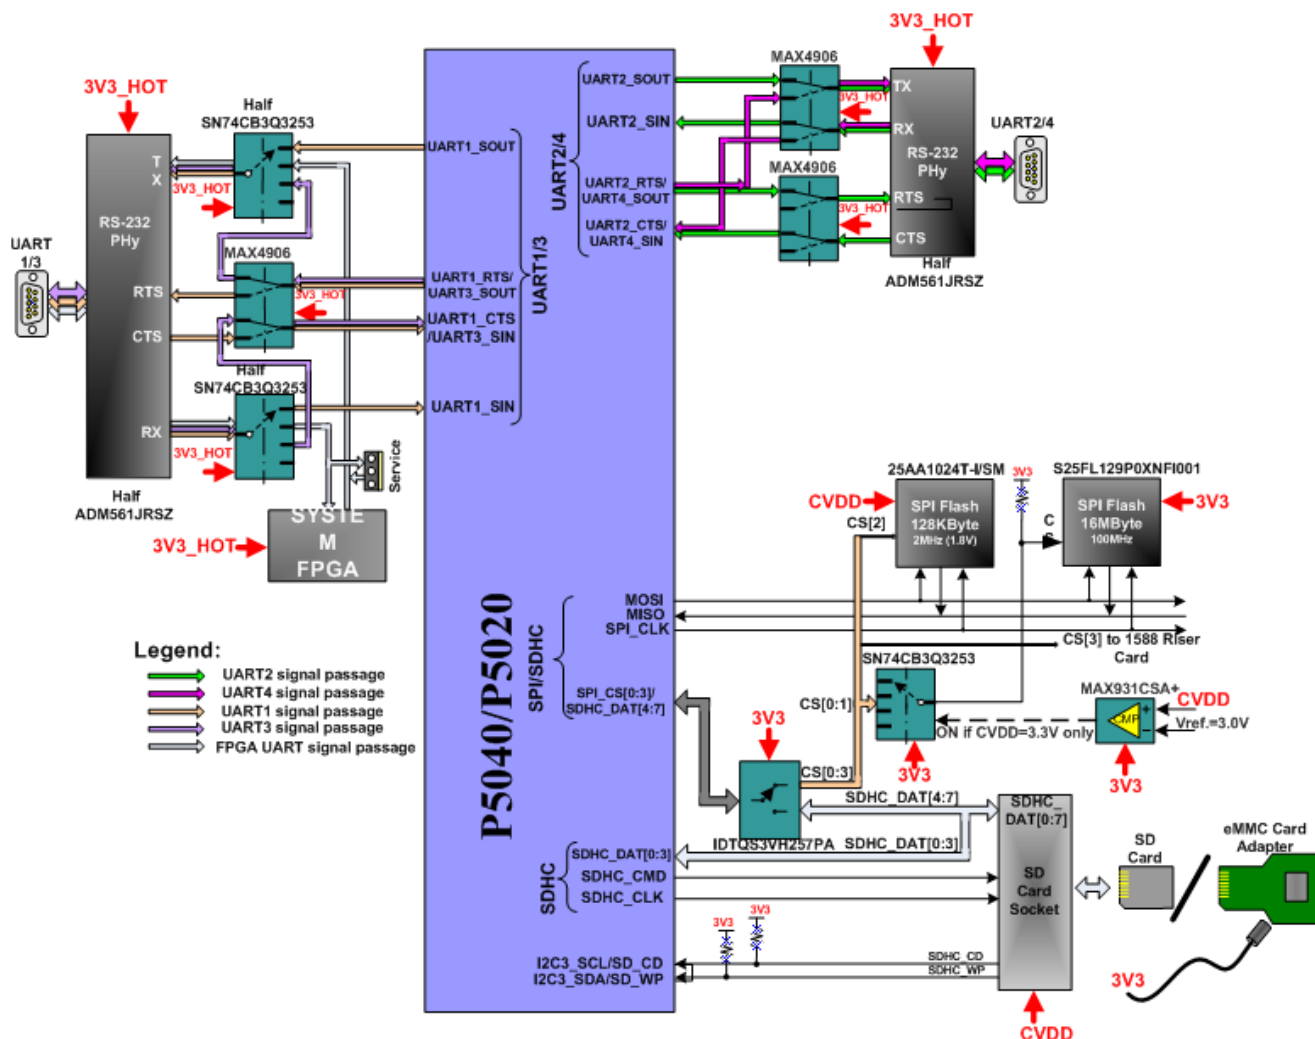 3V3_HOT
MAX4906
3V3_HOT
Half
SN74CB3Q3253
T
X
3V3_HOT
RS-232
PHy
UART
1/3
MAX4906
RTS
3V3_HOT
CTS
Half
SN74CB3Q3253
RX
3V3_HOT
Half
ADM561JRSZ
Service
3V3_HOT
SYSTE
M
FPGA
UART1_SOUT
UART1_RTS/
UART3_SOUT
UART1_CTS
/UART3_SIN
UART1_SIN
UART1/3
UART2/4
UART2_SOUT
UART2_SIN
UART2_RTS/
UART4_SOUT
UART2_CTS/
UART4_SIN
3V3_HOT
MAX4906
3V3_HOT
TX
RX
RS-232
PHy
RTS
CTS
Half
ADM561JRSZ
UART2/4
Legend:
UART2 signal passage
UART4 signal passage
UART1 signal passage
UART3 signal passage
FPGA UART signal passage
P5040/P5020
SPI/SDHC
MOSI
MISO
SPI_CLK
SPI_CS[0:3]/
SDHC_DAT[4:7]
SDHC
SDHC_DAT[0:3]
SDHC_CMD
SDHC_CLK
I2C3_SCL/SD_CD
I2C3_SDA/SD_WP
25AA1024T-I/SM
CVDD
CS[2]
SPI Flash
128KByte
2MHz (1.8V)
3V3
S25FL129P0XNFI001
SPI Flash
16MByte
100MHz
3V3
CS[3] to 1588 Riser
Card
SN74CB3Q3253
CS[0:1]
MAX931CSA+
CMP
+
−
CVDD
Vref.=3.0V
ON if CVDD=3.3V only
3V3
3V3
3V3
CS[0:3]
IDTQS3VH257PA
SDHC_DAT[4:7]
SDHC_DAT[0:3]
SDHC_
DAT[0:7]
SD
Card
Socket
SD
Card
eMMC Card
Adapter
3V3
3V3
3V3
SDHC_CD
SDHC_WP
CVDD